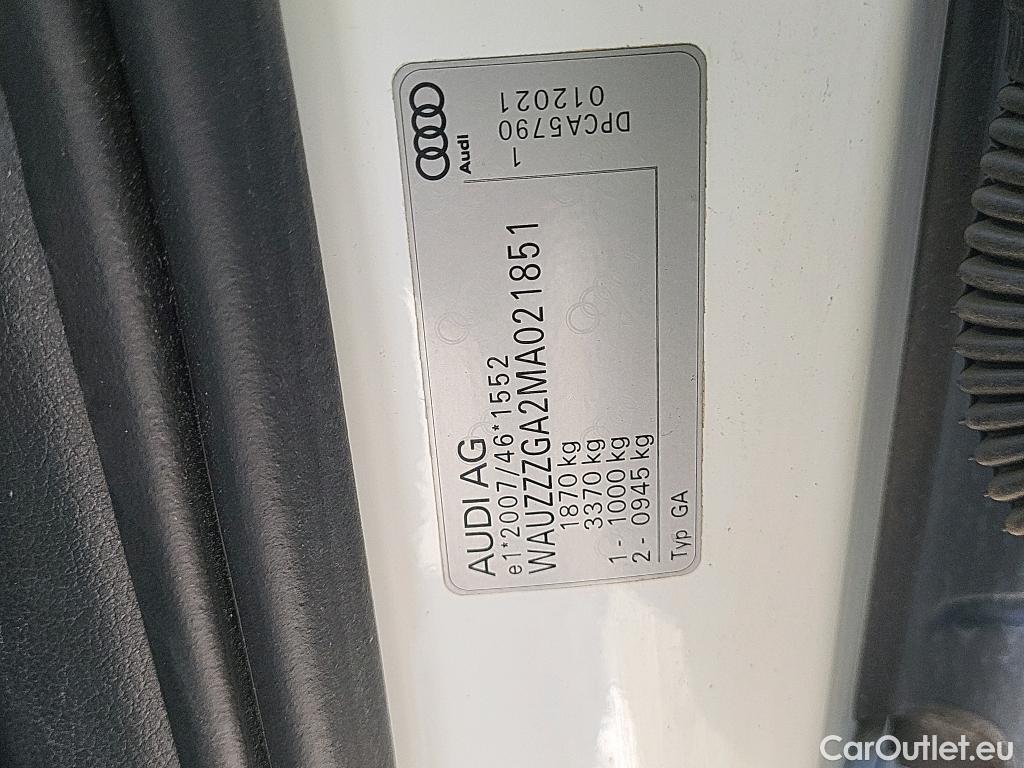 AUDI AG
e1*2007/46*1552
WAUZZZGA2MA021851
1870 kg
3370 kg
1 - 1000 kg
2 - 0945 kg
Typ GA
Audi
1
DPCA5790
012021
CarOutlet.eu